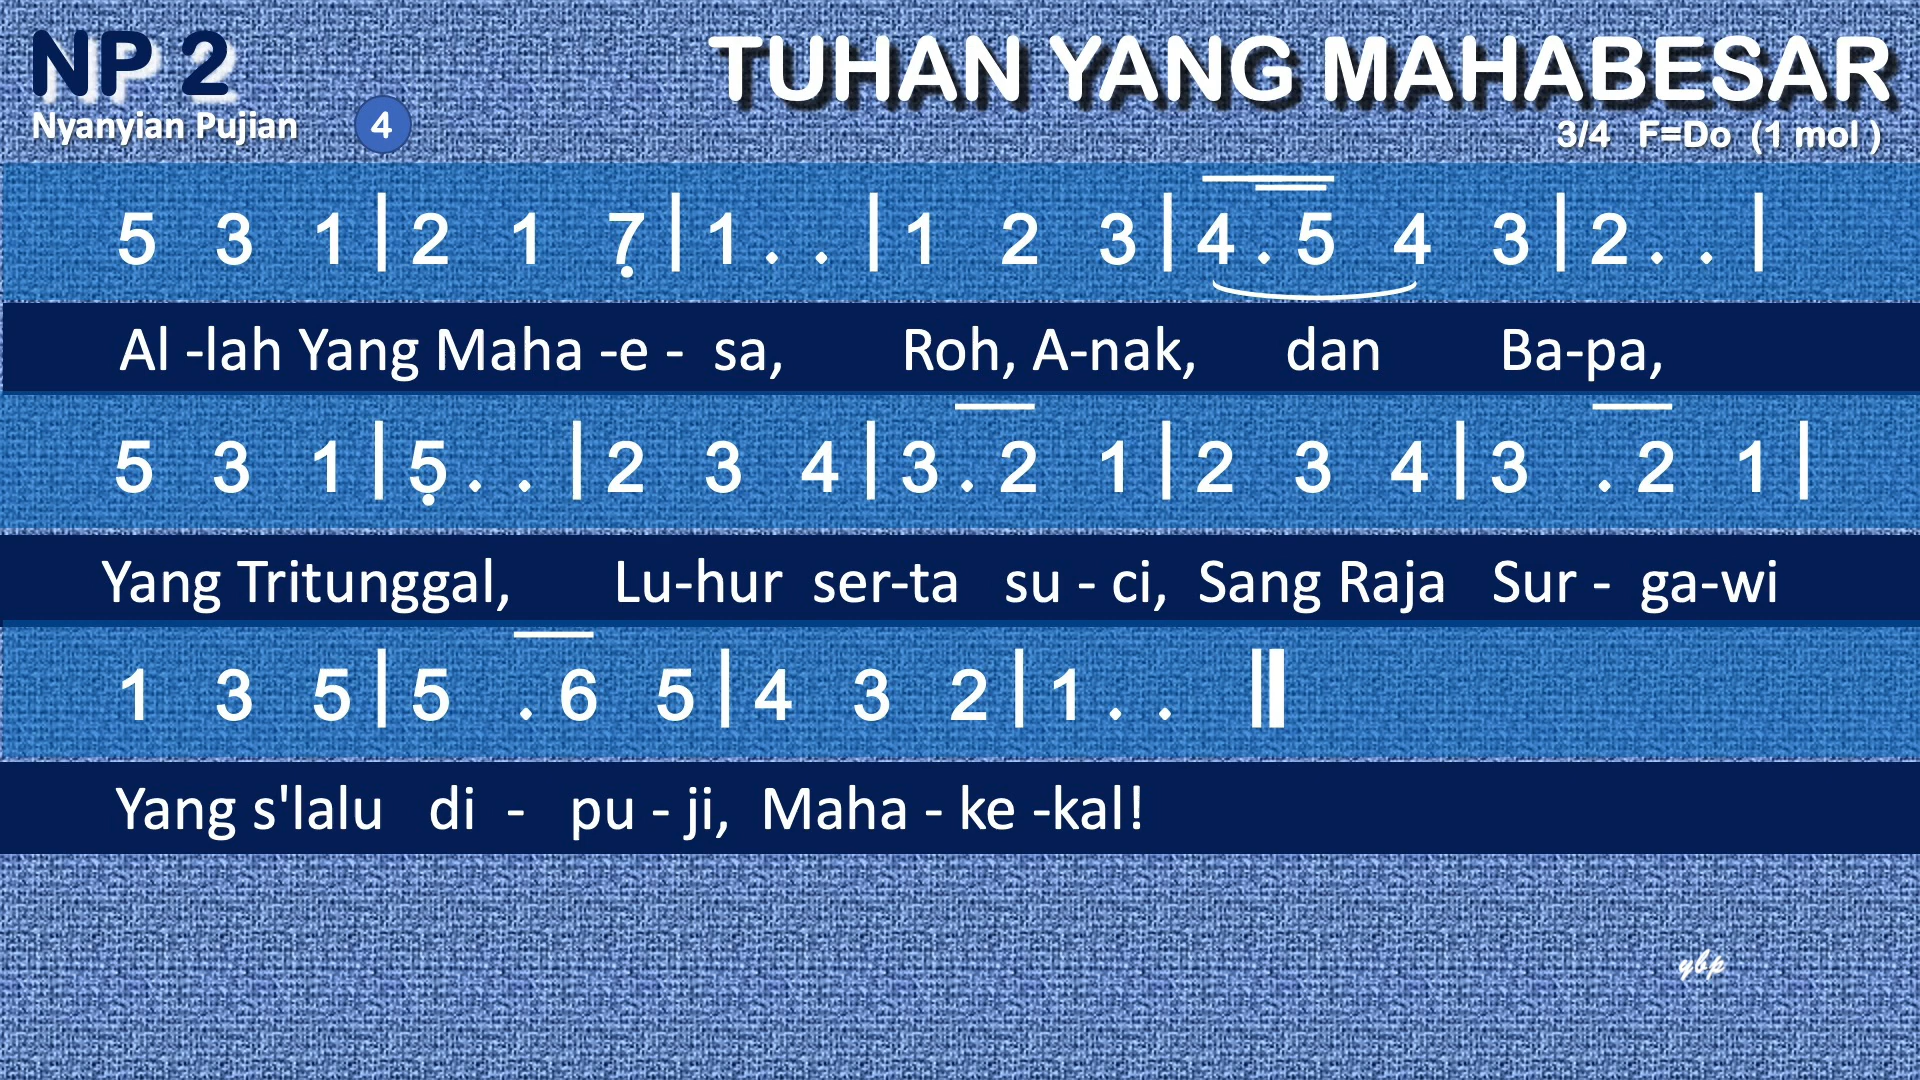 NP 2
TUHAN YANG MAHABESAR
Nyanyian Pujian
4
3/4 F=Do (1 mol )
5 3 1 | 2 1 7̣ | 1 . . | 1 2 3 | 4 . 5 4 3 | 2 . . |
Al -lah Yang Maha -e - sa, Roh, A-nak, dan Ba-pa,
5 3 1 | 5̣ . . | 2 3 4 | 3 . 2 1 | 2 3 4 | 3 . 2 1 |
Yang Tritunggal, Lu-hur ser-ta su - ci, Sang Raja Sur - ga-wi
1 3 5 | 5 . 6 5 | 4 3 2 | 1 . . ||
Yang s'lalu di - pu - ji, Maha - ke -kal!
ybp